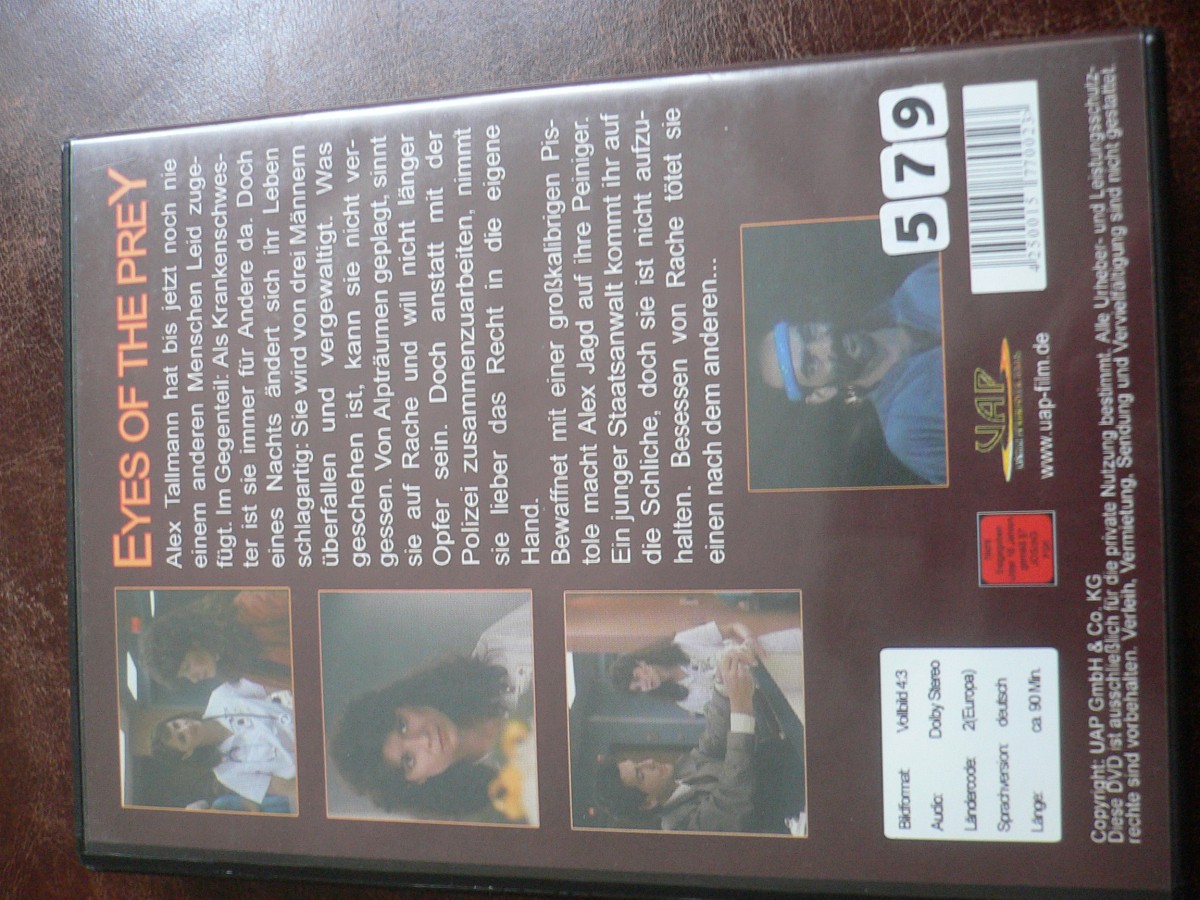 EYES OF THE PREY
Alex Tallmann hat bis jetzt noch nie
einem anderen Menschen Leid zuge-
fügt. Im Gegenteil: Als Krankenschwes-
ter ist sie immer für Andere da. Doch
eines Nachts ändert sich ihr Leben
schlagartig: Sie wird von drei Männern
überfallen und vergewaltigt. Was
geschehen ist, kann sie nicht ver-
gessen. Von Alpträumen geplagt, sinnt
sie auf Rache und will nicht länger
Opfer sein. Doch anstatt mit der
Polizei zusammenzuarbeiten, nimmt
sie lieber das Recht in die eigene
Hand.
Bewaffnet mit einer großkalibrigen Pis-
tole macht Alex Jagd auf ihre Peiniger.
Ein junger Staatsanwalt kommt ihr auf
die Schliche, doch sie ist nicht aufzu-
halten. Besessen von Rache tötet sie
einen nach dem anderen...
579
Bildformat: Vollbild 4:3
Audio: Dolby Stereo
Ländercode: 2(Europa)
Sprachversion: deutsch
Länge: ca. 90 Min.
UAP
www.uap-film.de
4 250015 770023
Copyright: UAP GmbH & Co. KG
Diese DVD ist ausschließlich für die private Nutzung bestimmt. Alle Urheber- und Leistungsschutz-
rechte sind vorbehalten. Verleih, Vermietung, Sendung und Vervielfältigung sind nicht gestattet.